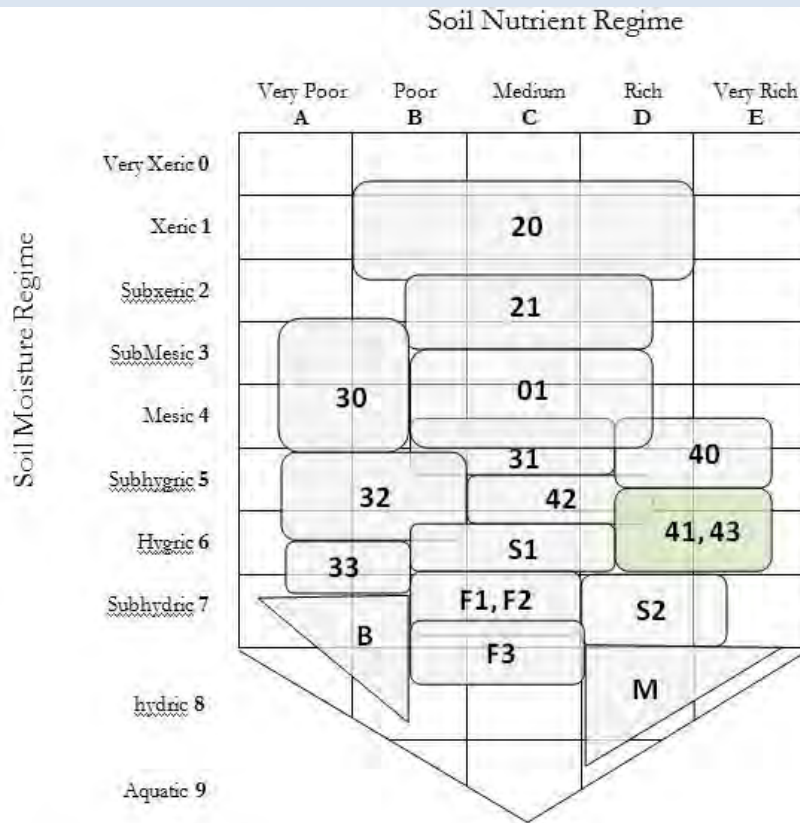 Soil Nutrient Regime
Very Poor Poor Medium Rich Very Rich
A B C D E
Soil Moisture Regime
Very Xeric 0
Xeric 1
20
Subxeric 2
21
SubMesic 3
30 01
Mesic 4
31 40
Subhygric 5
32 42
41, 43
Hygric 6
S1
33
Subhydric 7
F1, F2 S2
B
F3
M
hydric 8
Aquatic 9